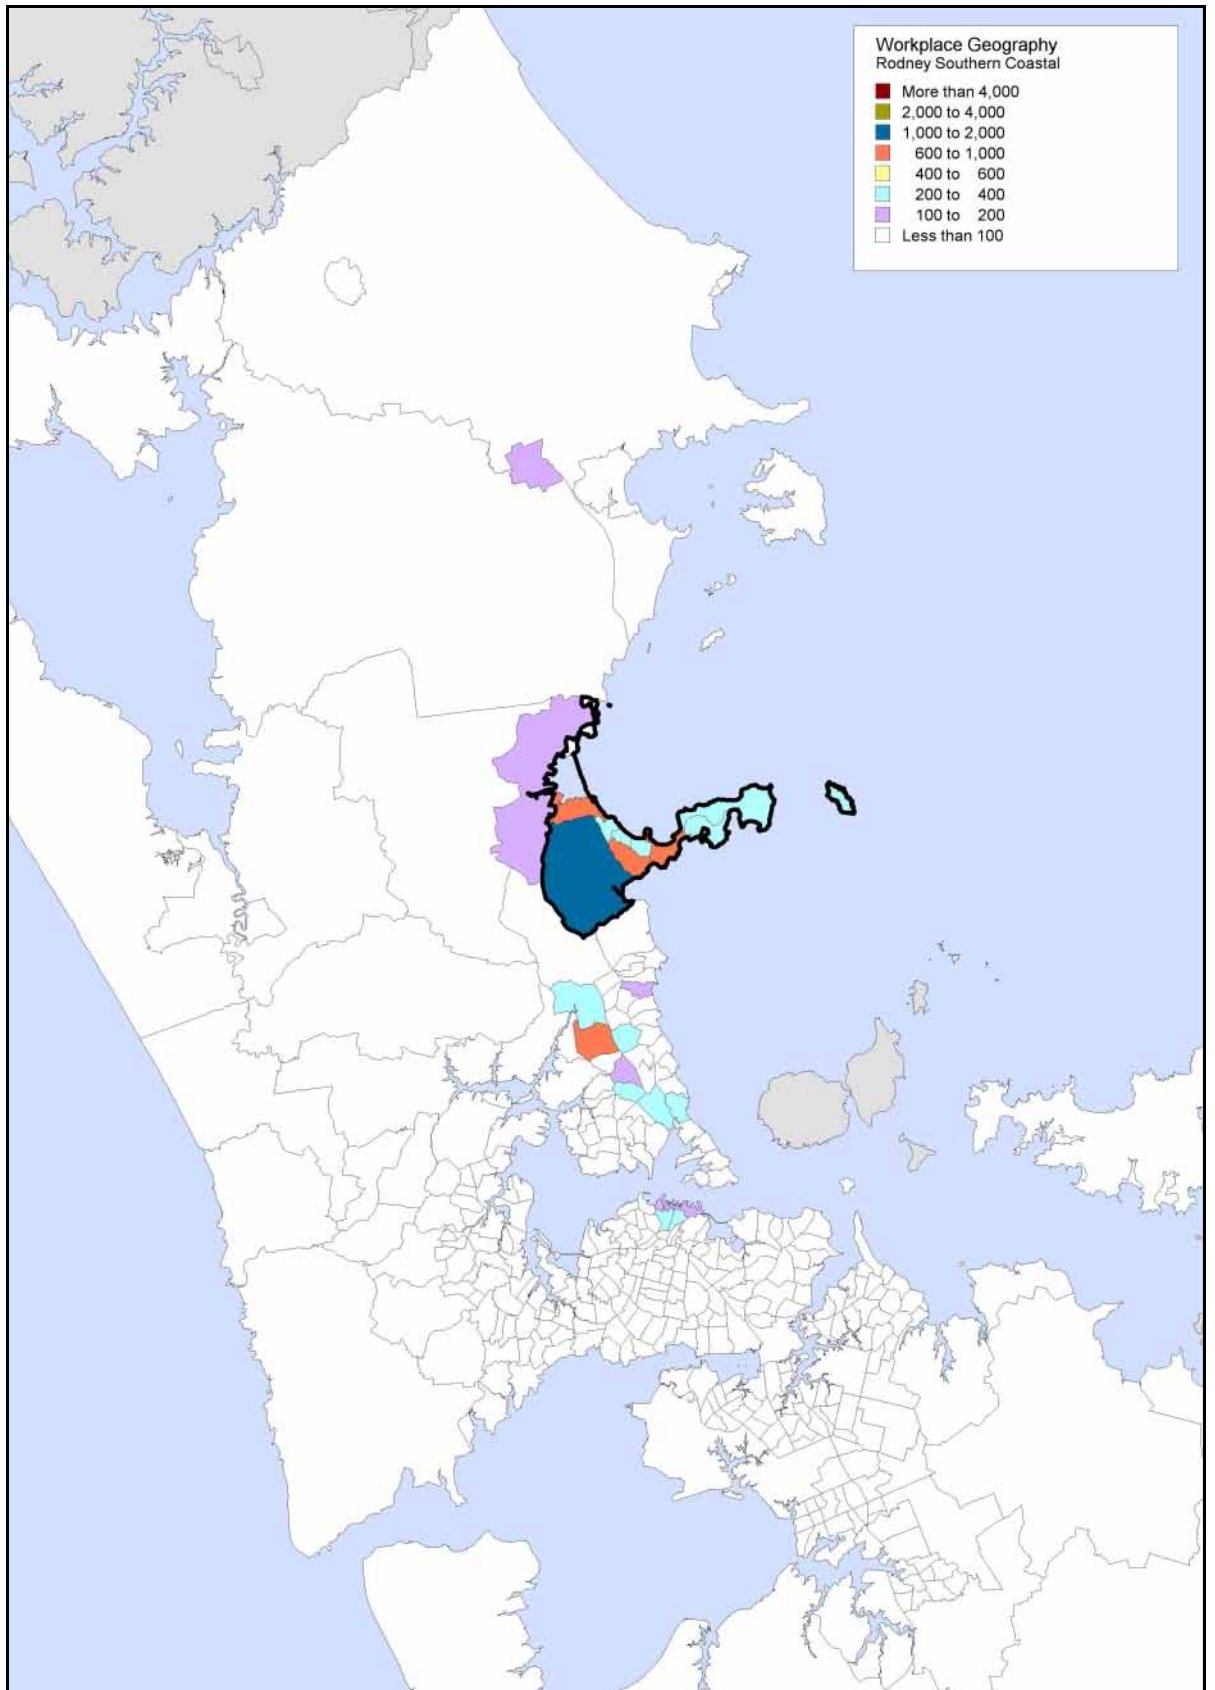 Workplace Geography
Rodney Southern Coastal
More than 4,000
2,000 to 4,000
1,000 to 2,000
600 to 1,000
400 to 600
200 to 400
100 to 200
Less than 100